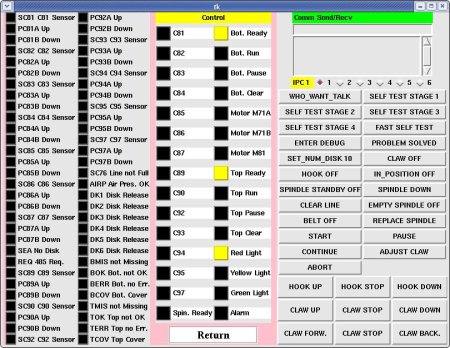 rk
SC81 C81 Sensor
PC81A Up
PC81B Down
SC82 C82 Sensor
PC82A Up
PC82B Down
SC83 C83 Sensor
PC83A Up
PC83B Down
SC84 C84 Sensor
PC84A Up
PC84B Down
SC85 C85 Sensor
PC85A Up
PC85B Down
SC86 C86 Sensor
PC86A Up
PC86B Down
SC87 C87 Sensor
PC87A Up
PC87B Down
SEA No Disk
REQ 485 Req.
SC89 C89 Sensor
PC89A Up
PC89B Down
SC90 C90 Sensor
PC90A Up
PC90B Down
SC92 C92 Sensor
PC92A Up
PC92B Down
SC93 C93 Sensor
PC93A Up
PC93B Down
SC94 C94 Sensor
PC94A Up
PC94B Down
SC95 C95 Sensor
PC95A Up
PC95B Down
PC97A Up
PC97B Down
SC76 Line not Full
AIRP Air Pres. OK
DK1 Disk Release
DK2 Disk Release
DK3 Disk Release
DK4 Disk Release
DK5 Disk Release
DK6 Disk Release
BMIS not Missing
BOK Bot. not OK
BERR Bot. no Err.
BCOV Bot. Cover
TMIS not Missing
TOK Top not OK
TERR Top no Err.
TCOV Top Cover
Control
C81 Bot. Ready
C82 Bot. Run
C83 Bot. Pause
C84 Bot. Clear
C85 Motor M71A
C86 Motor M71B
C87 Motor M81
C89 Top Ready
C90 Top Run
C92 Top Pause
C93 Top Clear
C94 Red Light
C95 Yellow Light
C97 Green Light
Spin. Ready Alarm
Return
Comm Send/Recv
IPC 1 1 2 3 4 5 6
WHO_WANT_TALK SELF TEST STAGE 1
SELF TEST STAGE 2 SELF TEST STAGE 3
SELF TEST STAGE 4 FAST SELF TEST
ENTER DEBUG PROBLEM SOLVED
SET_NUM_DISK 10 CLAW OFF
HOOK OFF IN_POSITION OFF
SPINDLE STANDBY OFF SPINDLE DOWN
CLEAR LINE EMPTY SPINDLE OFF
BELT OFF REPLACE SPINDLE
START PAUSE
CONTINUE ADJUST CLAW
ABORT
HOOK UP HOOK STOP HOOK DOWN
CLAW UP CLAW STOP CLAW DOWN
CLAW FORW. CLAW STOP CLAW BACK.